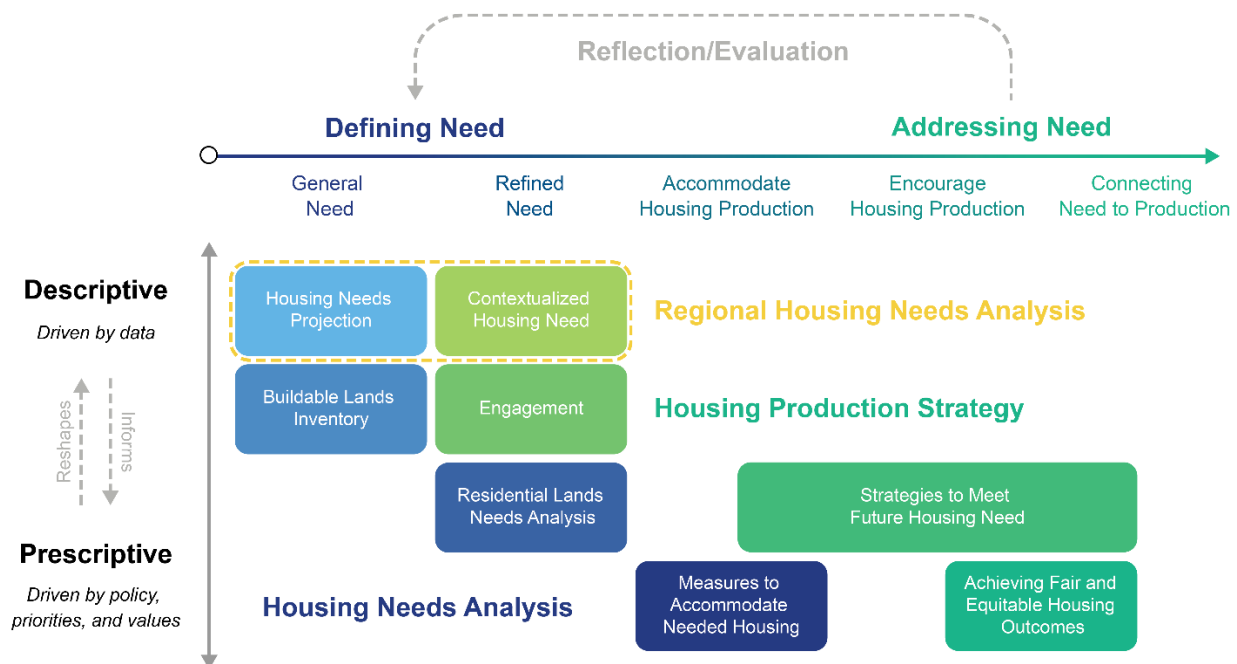 Reflection/Evaluation
Defining Need
Addressing Need
General
Need
Refined
Need
Accommodate
Housing Production
Encourage
Housing Production
Connecting
Need to Production
Descriptive
Driven by data
Reshapes
Informs
Prescriptive
Driven by policy,
priorities, and values
Housing Needs
Projection
Contextualized
Housing Need
Regional Housing Needs Analysis
Buildable Lands
Inventory
Engagement
Housing Production Strategy
Residential Lands
Needs Analysis
Strategies to Meet
Future Housing Need
Housing Needs Analysis
Measures to
Accommodate
Needed Housing
Achieving Fair and
Equitable Housing
Outcomes